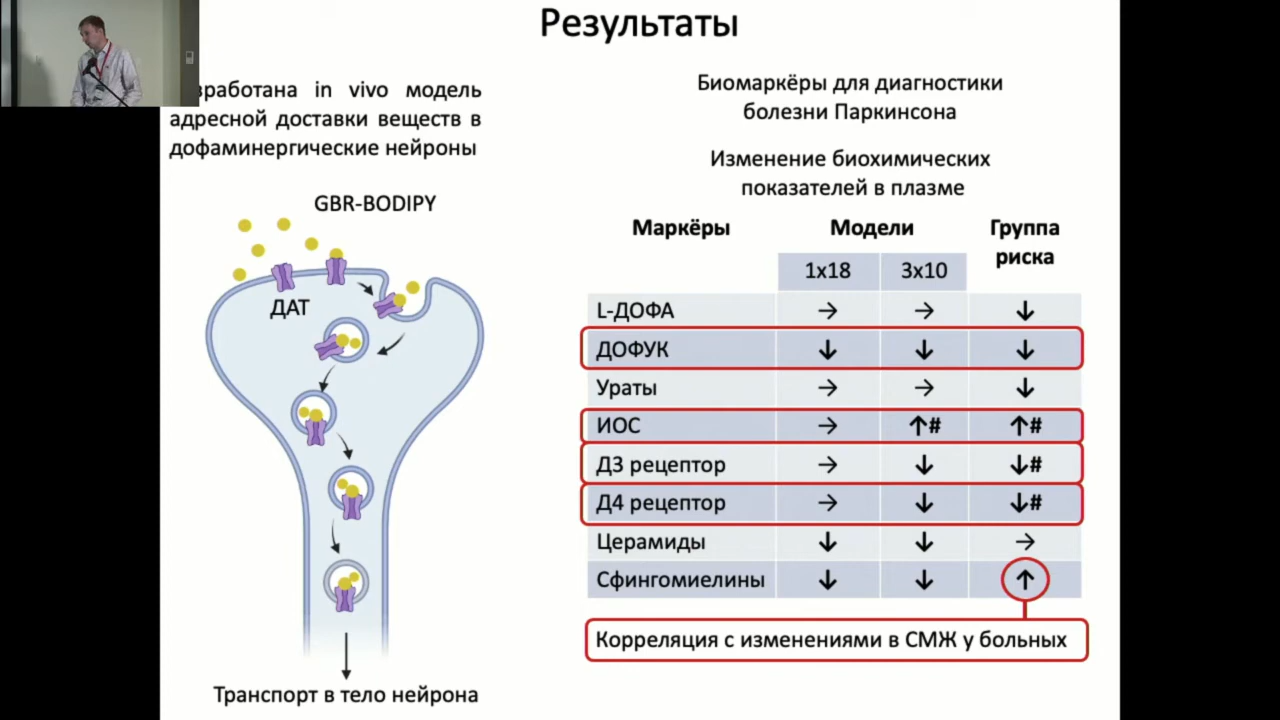 Результаты
зработана in vivo модель
адресной доставки веществ в
дофаминергические нейроны
GBR-BODIPY
ДАТ
Транспорт в тело нейрона
Биомаркёры для диагностики
болезни Паркинсона
Изменение биохимических
показателей в плазме
Маркёры Модели Группа риска
1x18 3x10
L-ДОФА → → ↓
ДОФУК ↓ ↓ ↓
Ураты → → ↓
ИОС → ↑# ↑#
Д3 рецептор → ↓ ↓#
Д4 рецептор → ↓ ↓#
Церамиды ↓ ↓ →
Сфингомиелины ↓ ↓ ↑
Корреляция с изменениями в СМЖ у больных